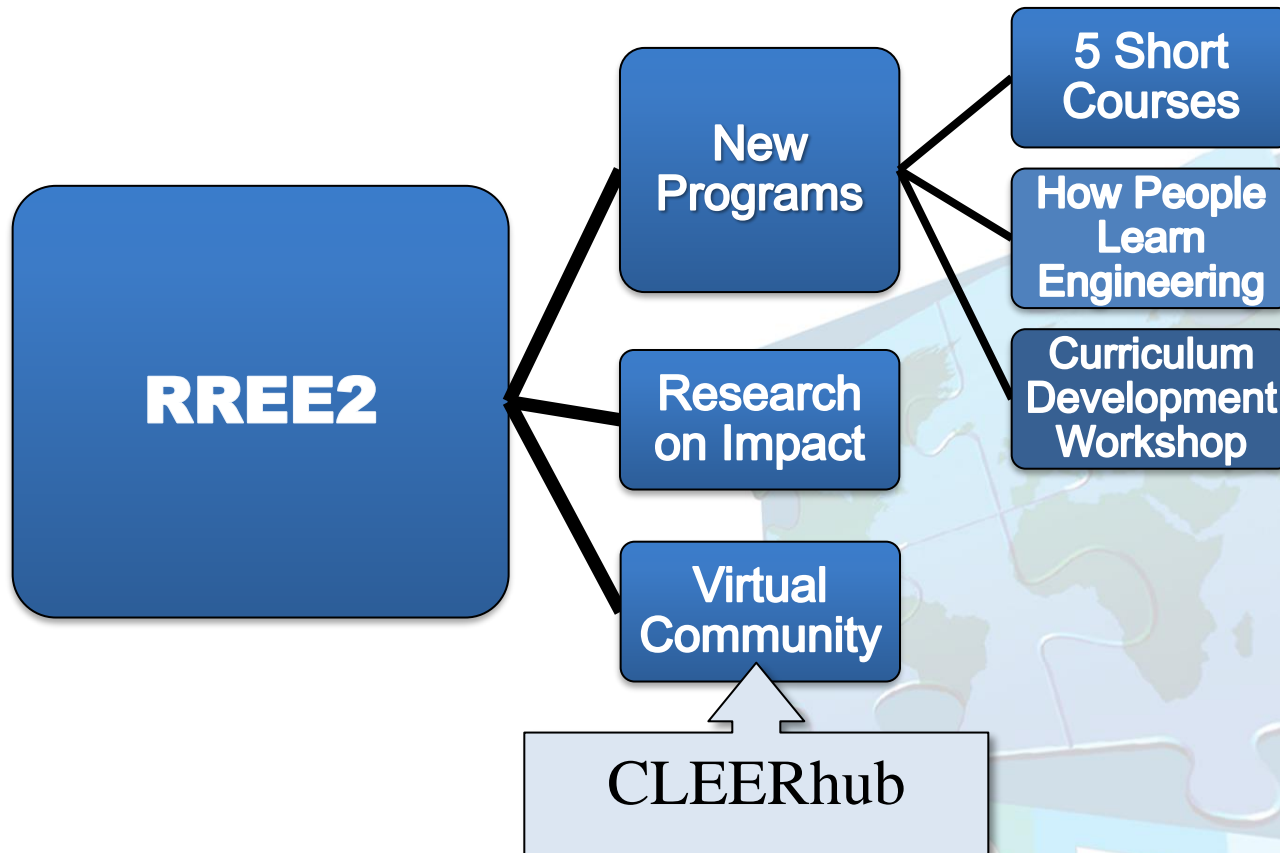 RREE2
New
Programs
5 Short
Courses
How People
Learn
Engineering
Curriculum
Development
Workshop
Research
on Impact
Virtual
Community
CLEERhub